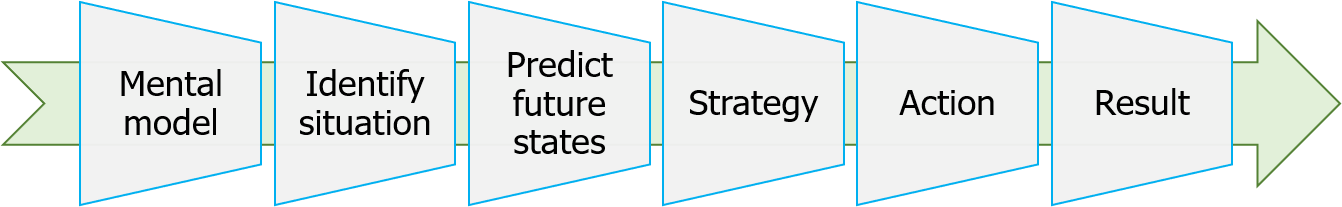 Mental
model
Identify
situation
Predict
future
states
Strategy
Action
Result